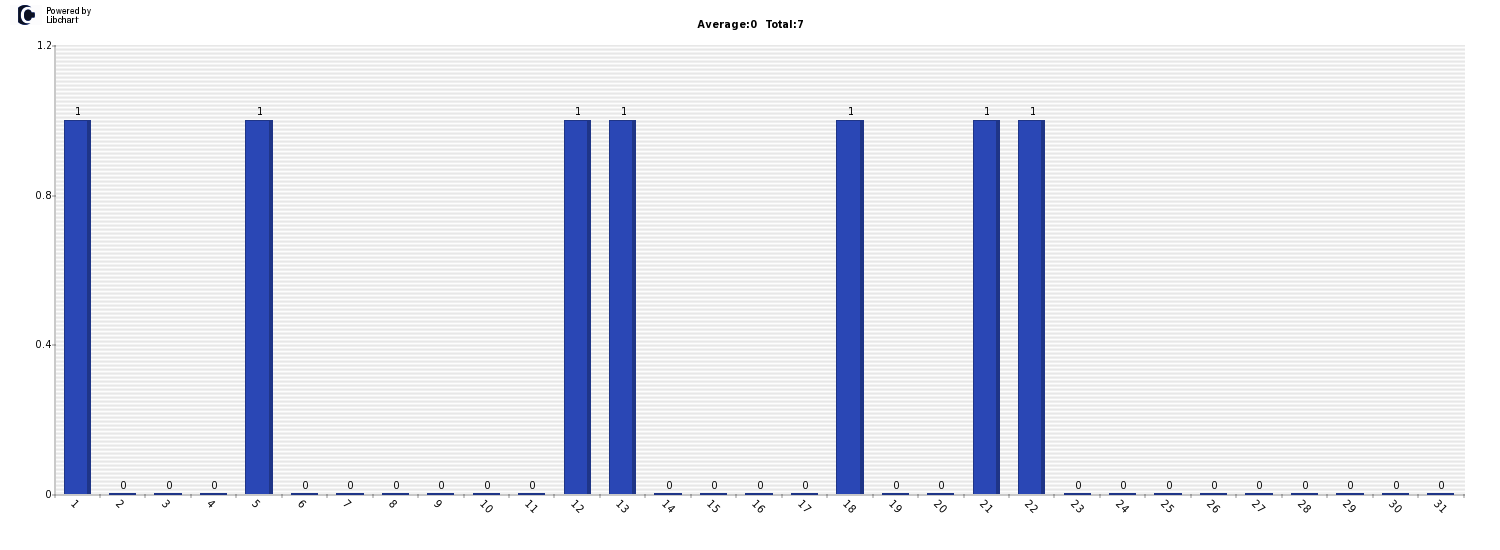 Powered by
Libchart
Average:0 Total:7
1.2
1 1 1 1 1 1 1
0.8
0.4
0 0 0 0 0 0 0 0 0 0 0 0 0 0 0 0 0 0 0 0 0 0 0 0
0
1 2 3 4 5 6 7 8 9 10 11 12 13 14 15 16 17 18 19 20 21 22 23 24 25 26 27 28 29 30 31